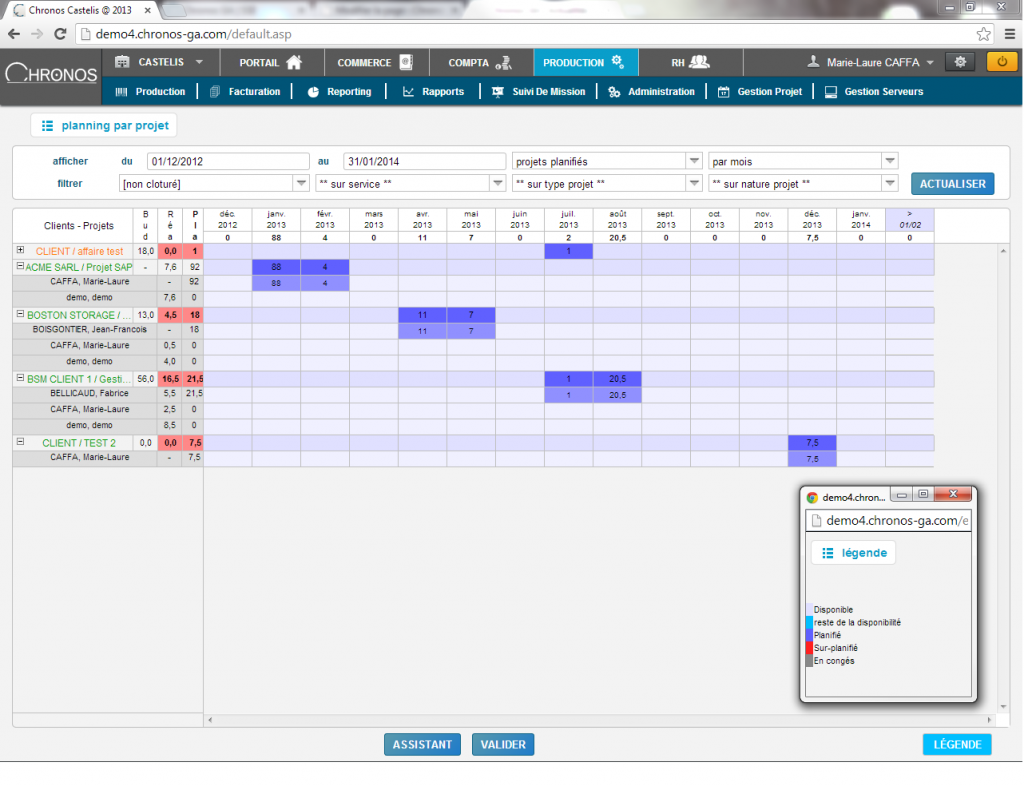 Chronos Castelis @ 2013
demo4.chronos-ga.com/default.asp
CHRONOS
CASTELIS PORTAIL COMMERCE COMPTA PRODUCTION RH Marie-Laure CAFFA
Production Facturation Reporting Rapports Suivi De Mission Administration Gestion Projet Gestion Serveurs
planning par projet
afficher du 01/12/2012 au 31/01/2014 projets planifiés par mois
filtrer [non cloturé] ** sur service ** ** sur type projet ** ** sur nature projet ** ACTUALISER
Clients - Projets Bud Réa Pla déc. 2012 janv. 2013 févr. 2013 mars 2013 avr. 2013 mai 2013 juin 2013 juil. 2013 août 2013 sept. 2013 oct. 2013 nov. 2013 déc. 2013 janv. 2014 > 01/02
0 88 4 0 11 7 0 2 20,5 0 0 0 7,5 0 0
CLIENT / affaire test 18,0 0,0 1 1
ACME SARL / Projet SAP - 7,6 92 88 4
CAFFA, Marie-Laure - 92 88 4
demo, demo 7,6 0
BOSTON STORAGE / ... 13,0 4,5 18 11 7
BOISGONTIER, Jean-Francois - 18 11 7
CAFFA, Marie-Laure 0,5 0
demo, demo 4,0 0
BSM CLIENT 1 / Gesti... 56,0 16,5 21,5 1 20,5
BELLICAUD, Fabrice 5,5 21,5 1 20,5
CAFFA, Marie-Laure 2,5 0
demo, demo 8,5 0
CLIENT / TEST 2 0,0 0,0 7,5 7,5
CAFFA, Marie-Laure - 7,5 7,5
demo4.chron...
demo4.chronos-ga.com/e
légende
Disponible
reste de la disponibilité
Planifié
Sur-planifié
En congés
ASSISTANT VALIDER LÉGENDE